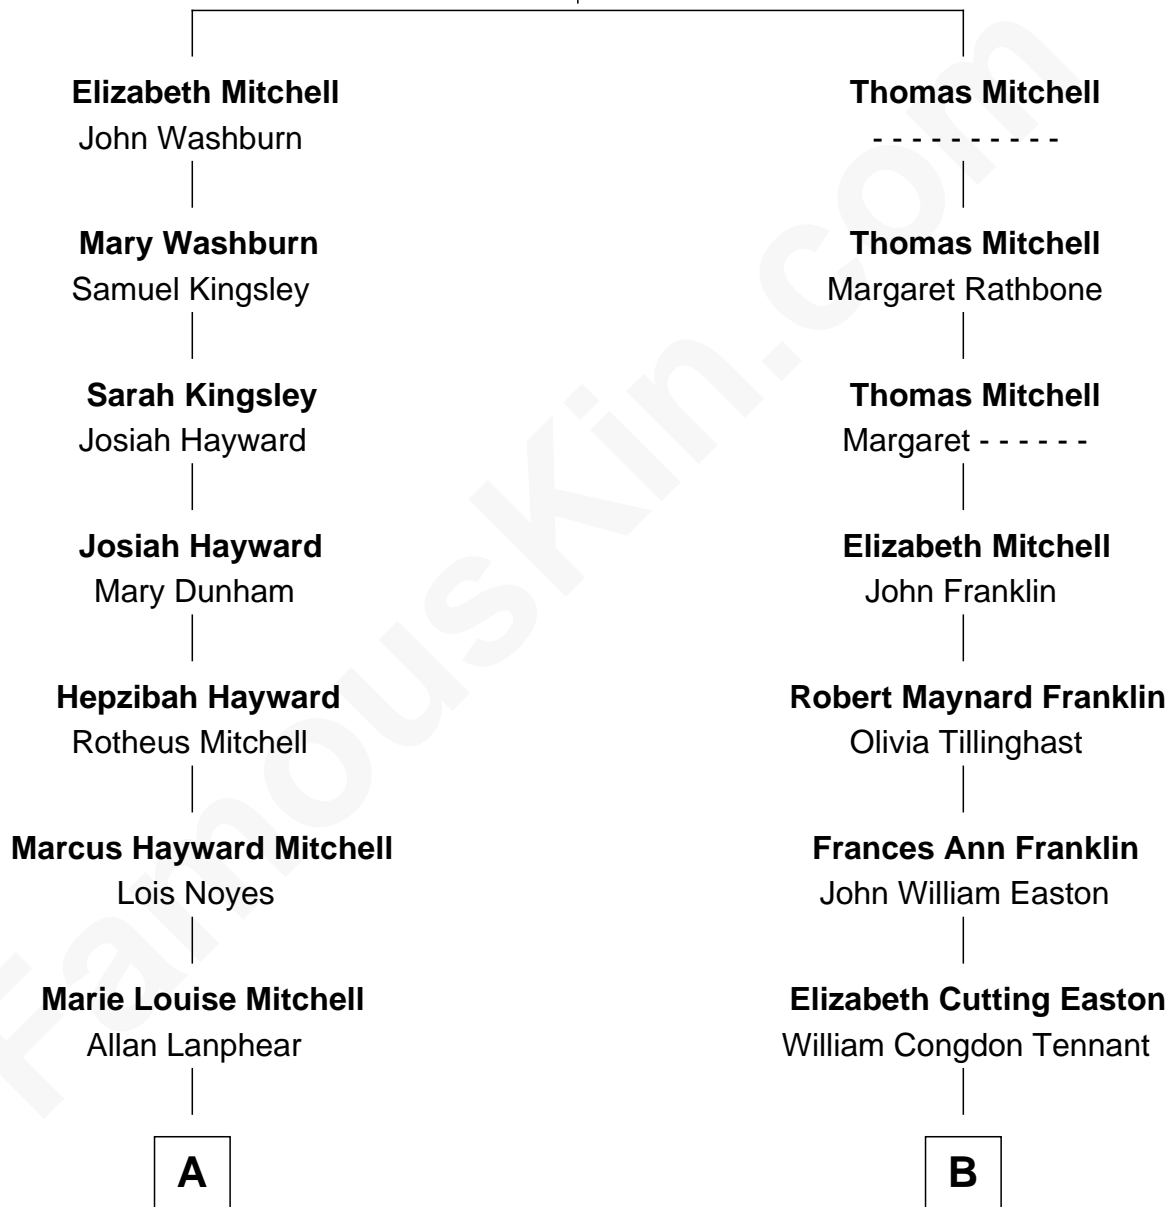 Elizabeth Mitchell
John Washburn
Thomas Mitchell
- - - - - - - - - -
Mary Washburn
Samuel Kingsley
Thomas Mitchell
Margaret Rathbone
Sarah Kingsley
Josiah Hayward
Thomas Mitchell
Margaret - - - - - -
Josiah Hayward
Mary Dunham
Elizabeth Mitchell
John Franklin
Hepzibah Hayward
Rotheus Mitchell
Robert Maynard Franklin
Olivia Tillinghast
Marcus Hayward Mitchell
Lois Noyes
Frances Ann Franklin
John William Easton
Marie Louise Mitchell
Allan Lanphear
Elizabeth Cutting Easton
William Congdon Tennant
A
B
FamousKin.com